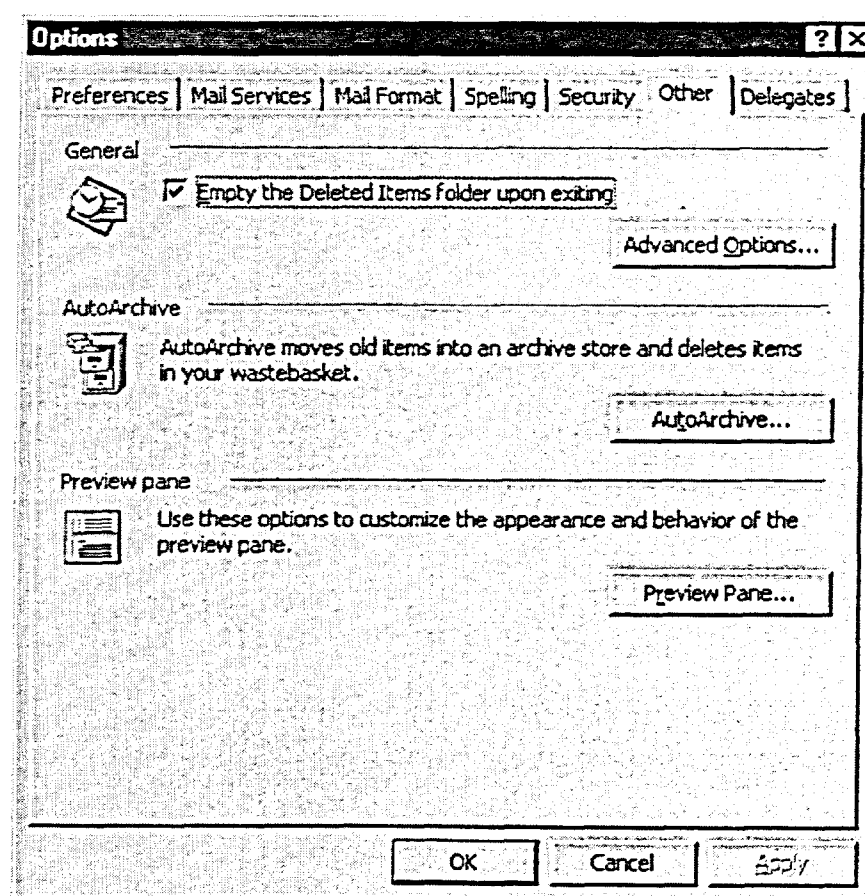 Options
Preferences Mail Services Mail Format Spelling Security Other Delegates
General
Empty the Deleted Items folder upon exiting
Advanced Options...
AutoArchive
AutoArchive moves old items into an archive store and deletes items
in your wastebasket.
AutoArchive...
Preview pane
Use these options to customize the appearance and behavior of the
preview pane.
Preview Pane...
OK Cancel Apply